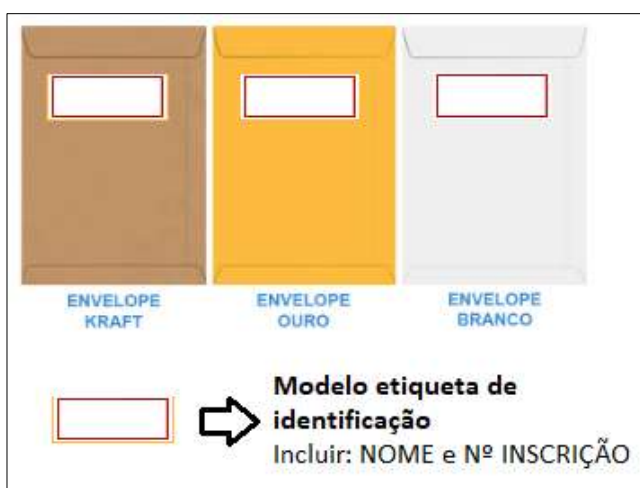 ENVELOPE
KRAFT
ENVELOPE
OURO
ENVELOPE
BRANCO
Modelo etiqueta de
identificação
Incluir: NOME e Nº INSCRIÇÃO